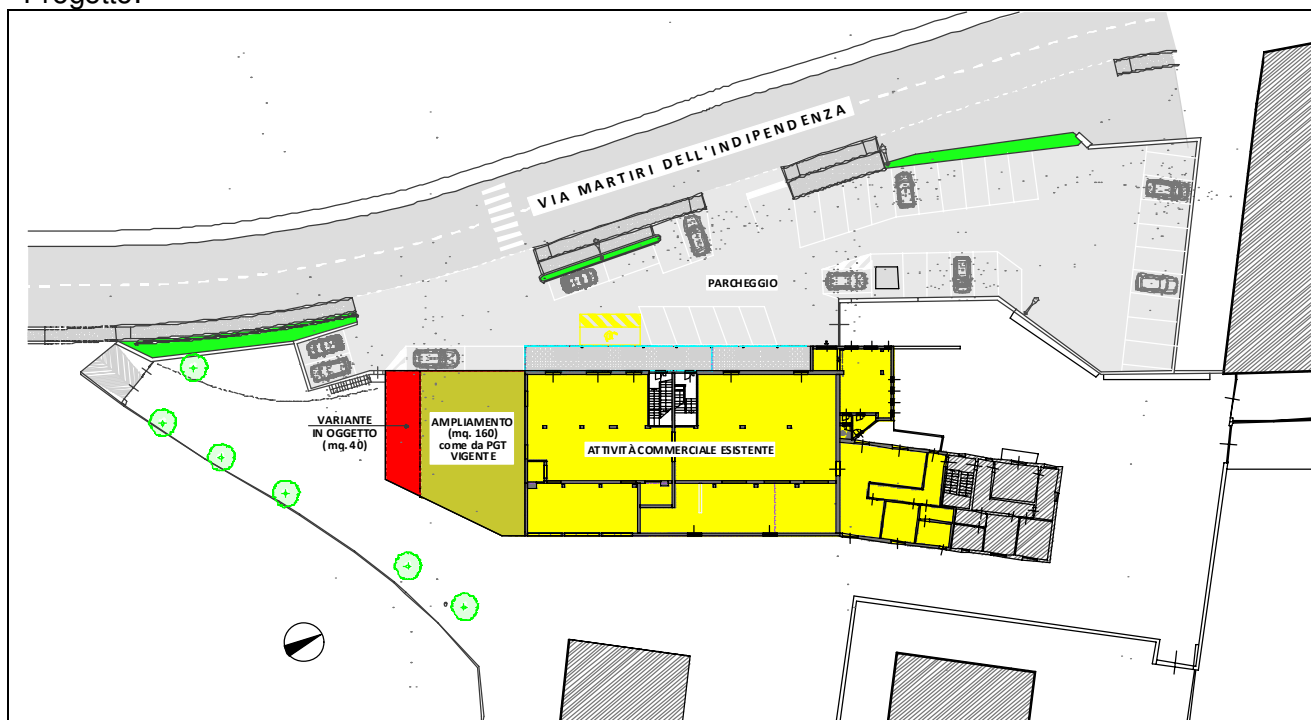 Progetto:
VIA MARTIRI DELL'INDIPENDENZA
PARCHEGGIO
VARIANTE
IN OGGETTO
(mq. 40)
AMPLIAMENTO
(mq. 160)
come da PGT
VIGENTE
ATTIVITÀ COMMERCIALE ESISTENTE